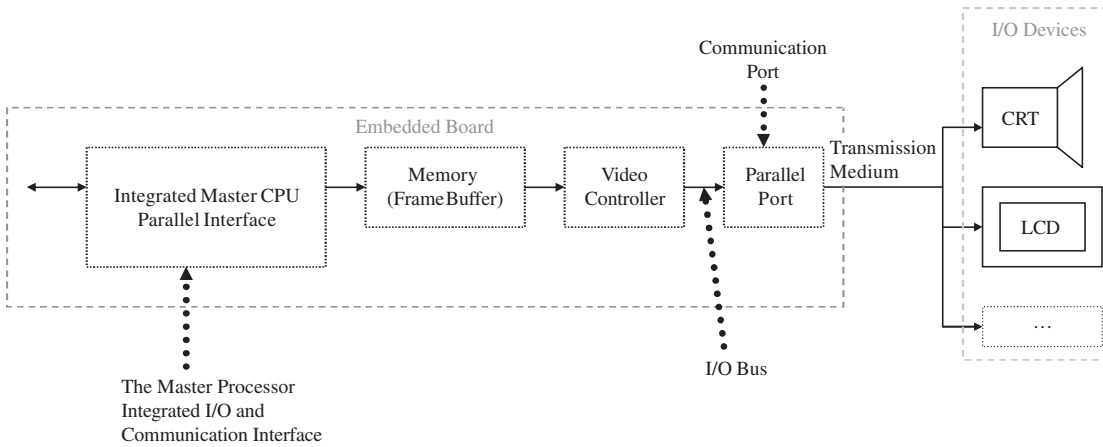 I/O Devices
Communication
Port
CRT
Embedded Board
Transmission
Medium
Integrated Master CPU
Parallel Interface
Memory
(Frame Buffer)
Video
Controller
Parallel
Port
LCD
...
I/O Bus
The Master Processor
Integrated I/O and
Communication Interface